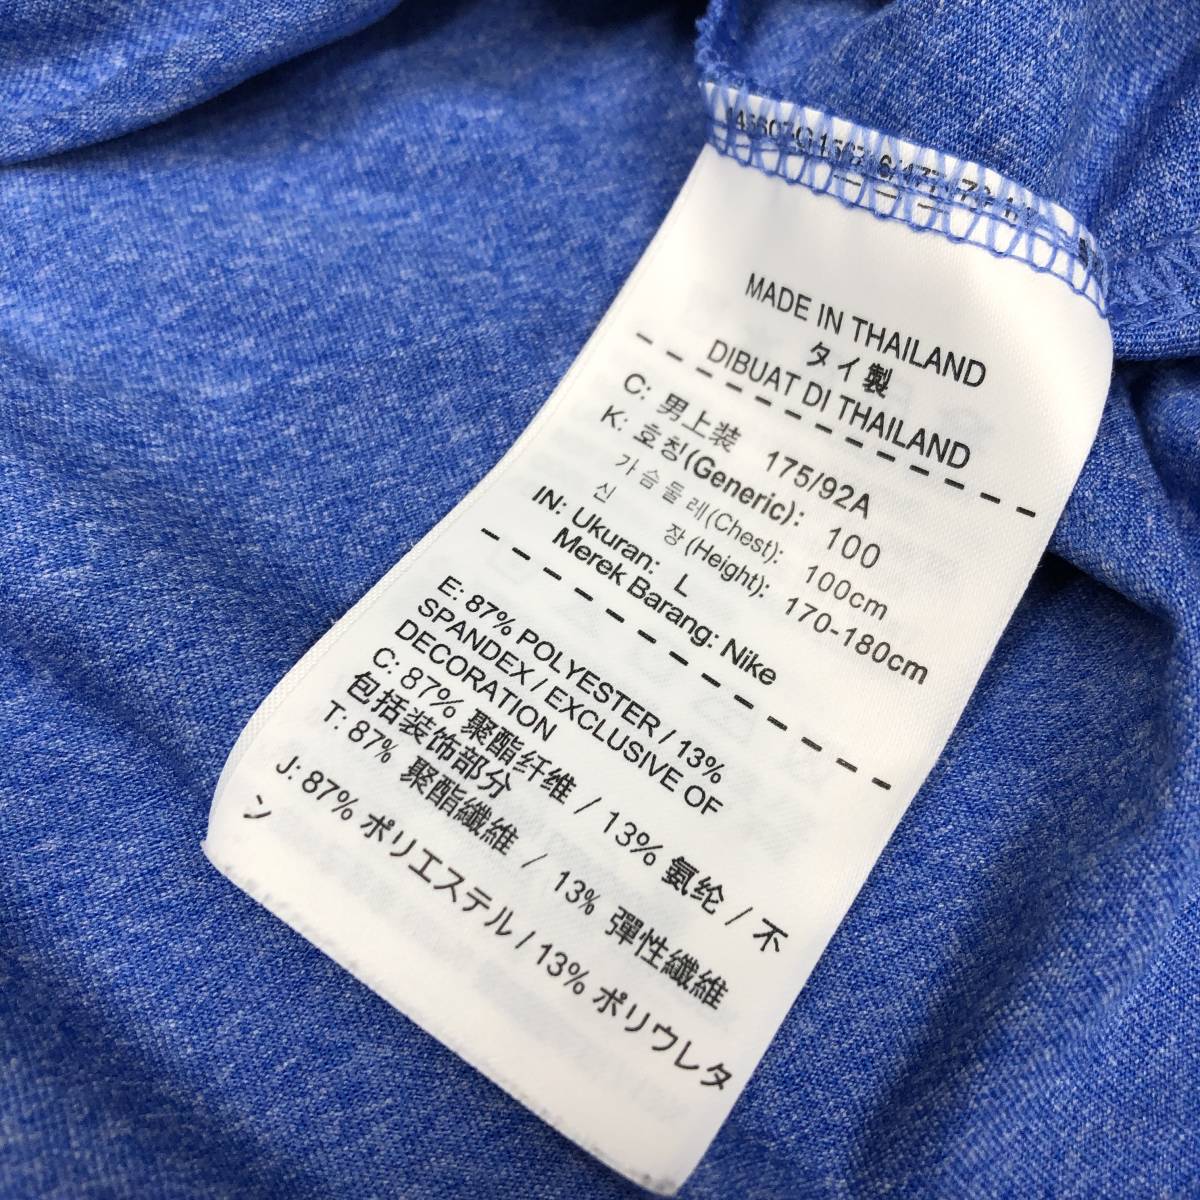 MADE IN THAILAND
タイ製
DIBUAT DI THAILAND
C: 男上装 175/92A
K: 호칭(Generic): 100
가슴둘레(Chest): 100cm
신 장(Height): 170-180cm
IN: Ukuran: L
Merek Barang: Nike
E: 87% POLYESTER / 13%
SPANDEX / EXCLUSIVE OF
DECORATION
C: 87% 聚酯纤维 / 13% 氨纶 / 不
包括装饰部分
T: 87% 聚酯纖維 / 13% 彈性纖維
J: 87% ポリエステル / 13% ポリウレタ
ン